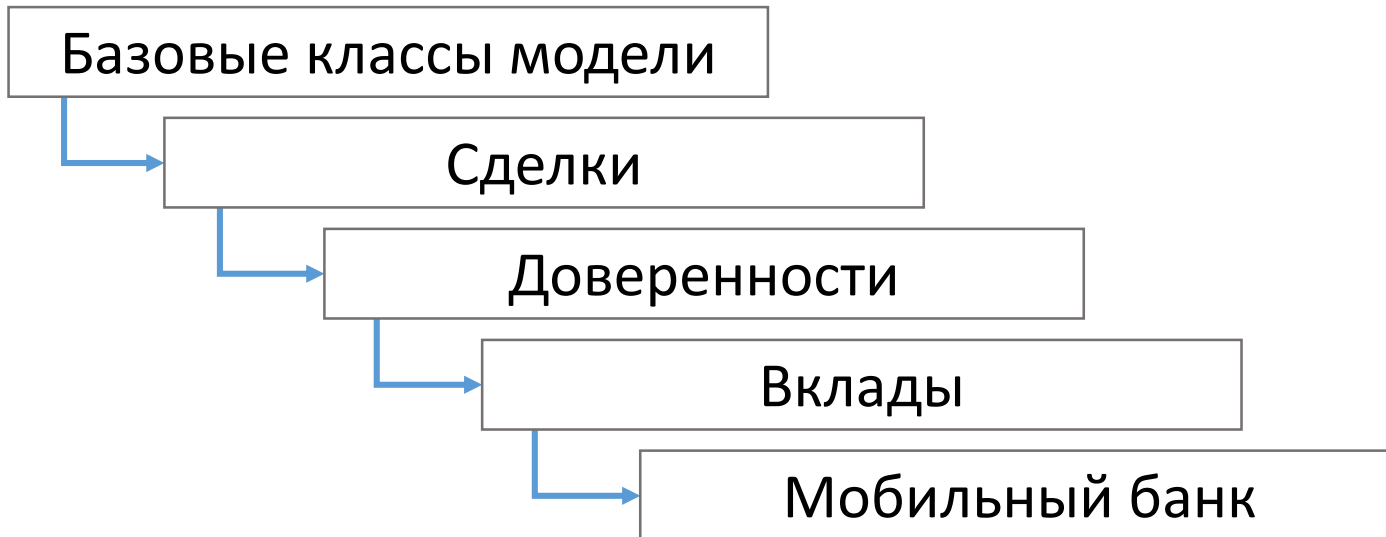 Базовые классы модели
Сделки
Доверенности
Вклады
Мобильный банк